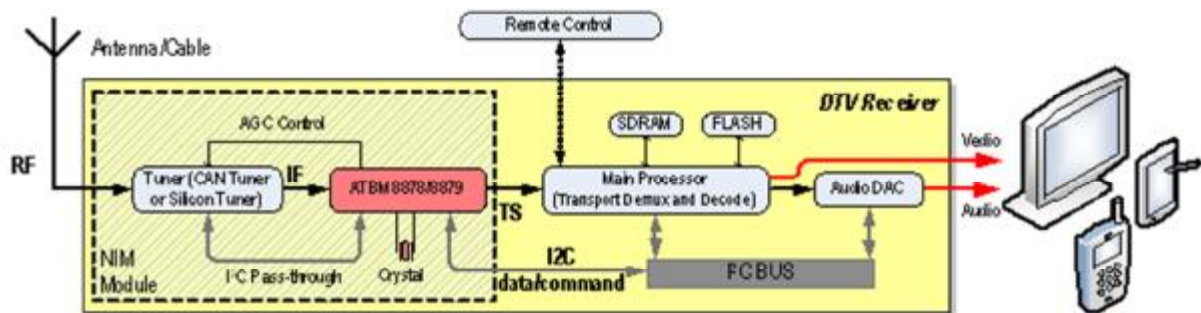 Remote Control
Antenna/Cable
DTV Receiver
AGC Control
SDRAM
FLASH
Vedio
RF
Tuner (CAN Tuner
or Silicon Tuner)
IF
ATBM 8878/8879
TS
Main Processor
(Transport Demux and Decode)
Audio DAC
Audio
NIM
Module
I²C Pass-through
Crystal
I2C
data/command
I²C BUS